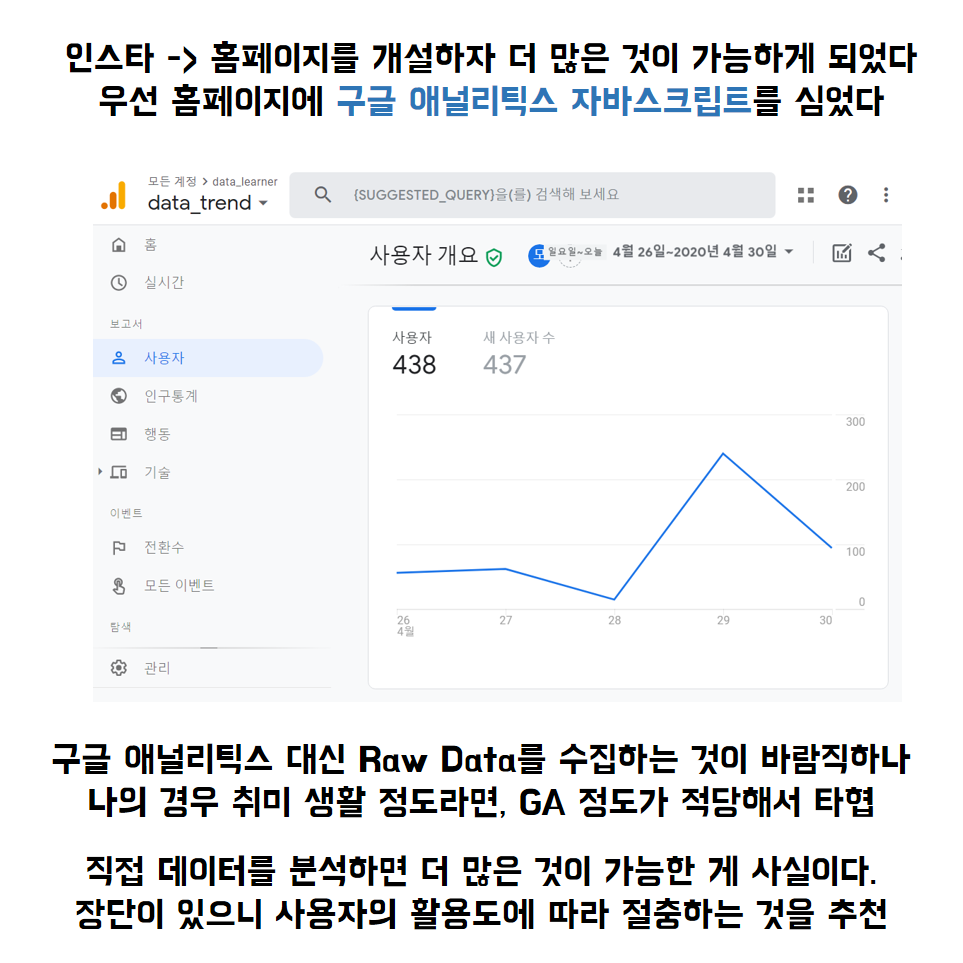 인스타 -> 홈페이지를 개설하자 더 많은 것이 가능하게 되었다
우선 홈페이지에 구글 애널리틱스 자바스크립트를 심었다
모든 계정 > data_learner
data_trend
{SUGGESTED_QUERY}을(를) 검색해 보세요
홈
실시간
보고서
사용자
인구통계
행동
기술
이벤트
전환수
모든 이벤트
탐색
관리
사용자 개요
일요일~오늘 4월 26일~2020년 4월 30일
사용자
438
새 사용자 수
437
300
200
100
0
26
4월
27
28
29
30
구글 애널리틱스 대신 Raw Data를 수집하는 것이 바람직하나
나의 경우 취미 생활 정도라면, GA 정도가 적당해서 타협
직접 데이터를 분석하면 더 많은 것이 가능한 게 사실이다.
장단이 있으니 사용자의 활용도에 따라 절충하는 것을 추천